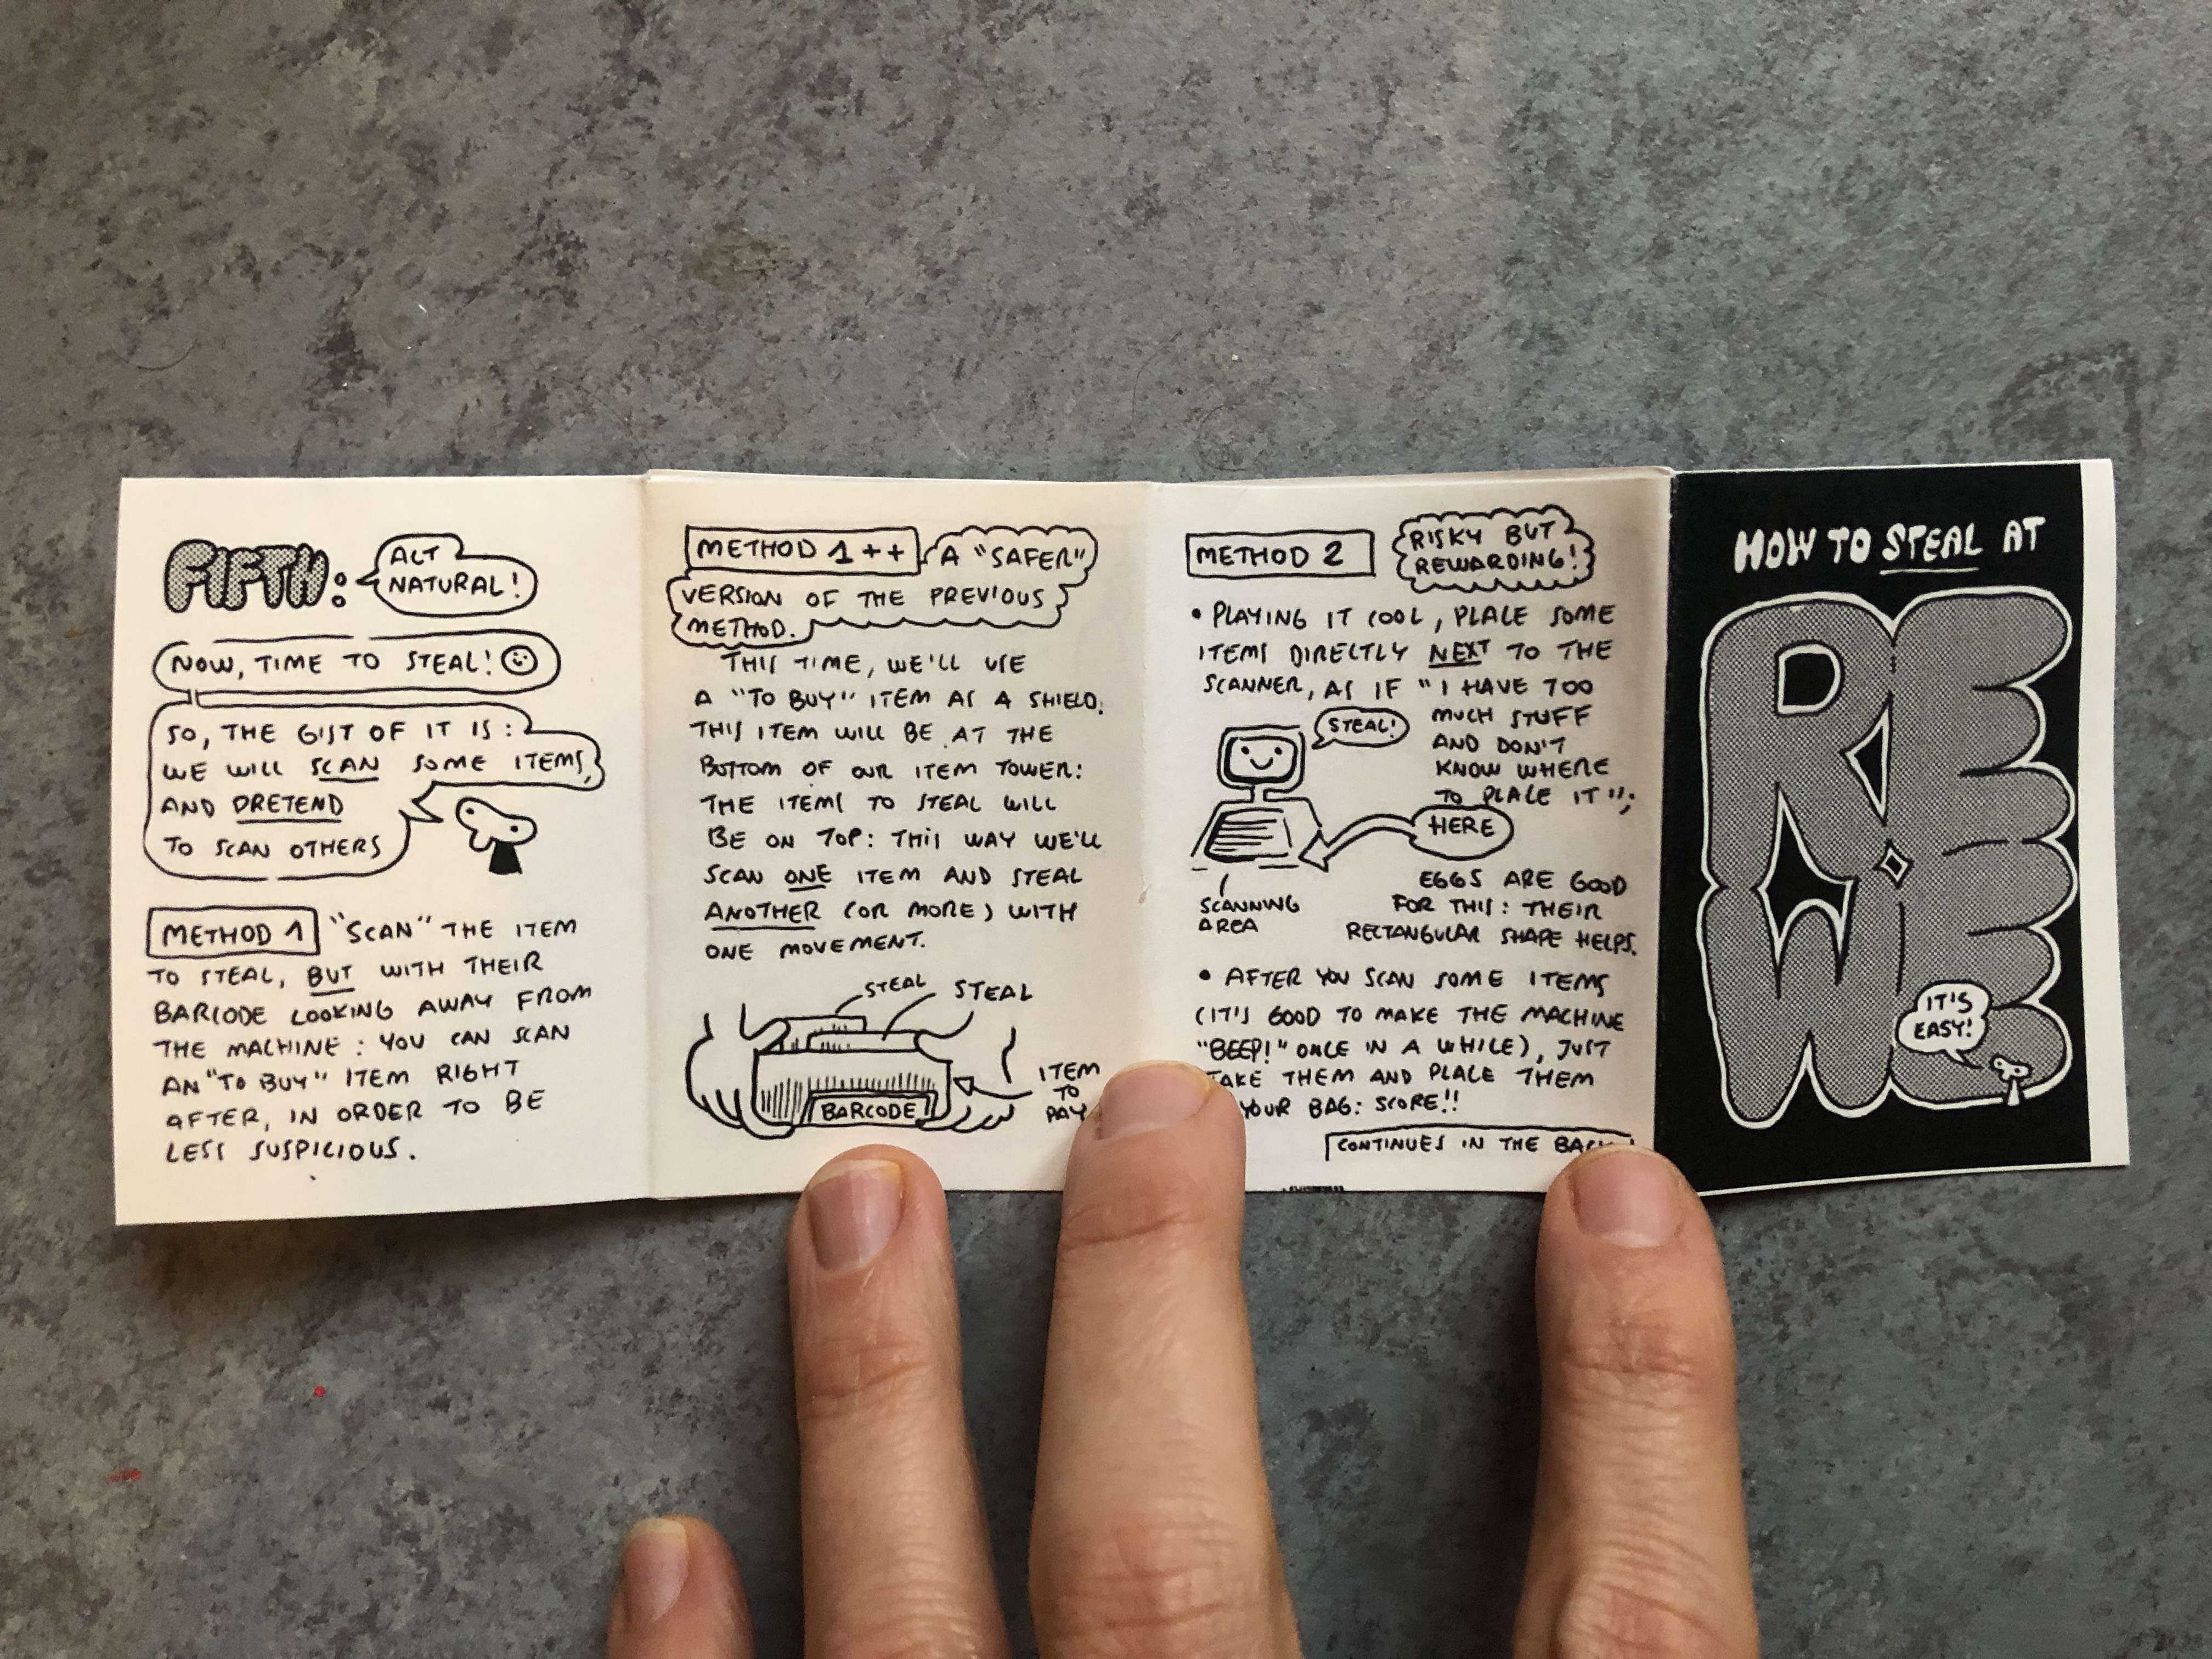 FIFTH:
ACT
NATURAL!
NOW, TIME TO STEAL!
SO, THE GIST OF IT IS:
WE WILL SCAN SOME ITEMS,
AND PRETEND
TO SCAN OTHERS
METHOD 1 "SCAN" THE ITEM
TO STEAL, BUT WITH THEIR
BARCODE LOOKING AWAY FROM
THE MACHINE: YOU CAN SCAN
AN "TO BUY" ITEM RIGHT
AFTER, IN ORDER TO BE
LESS SUSPICIOUS.
METHOD 1++ A "SAFER"
VERSION OF THE PREVIOUS
METHOD.
THIS TIME, WE'LL USE
A "TO BUY" ITEM AS A SHIELD.
THIS ITEM WILL BE AT THE
BOTTOM OF OUR ITEM TOWER:
THE ITEMS TO STEAL WILL
BE ON TOP: THIS WAY WE'LL
SCAN ONE ITEM AND STEAL
ANOTHER (OR MORE) WITH
ONE MOVEMENT.
STEAL
STEAL
ITEM
TO
PAY
BARCODE
METHOD 2
RISKY BUT
REWARDING!
• PLAYING IT COOL, PLACE SOME
ITEMS DIRECTLY NEXT TO THE
SCANNER, AS IF "I HAVE TOO
MUCH STUFF
AND DON'T
KNOW WHERE
TO PLACE IT";
STEAL!
HERE
SCANNING
AREA
EGGS ARE GOOD
FOR THIS: THEIR
RECTANGULAR SHAPE HELPS.
• AFTER YOU SCAN SOME ITEMS
(IT'S GOOD TO MAKE THE MACHINE
"BEEP!" ONCE IN A WHILE), JUST
TAKE THEM AND PLACE THEM
YOUR BAG: SCORE!!
CONTINUES IN THE BACK
HOW TO STEAL AT
REWE
IT'S
EASY!